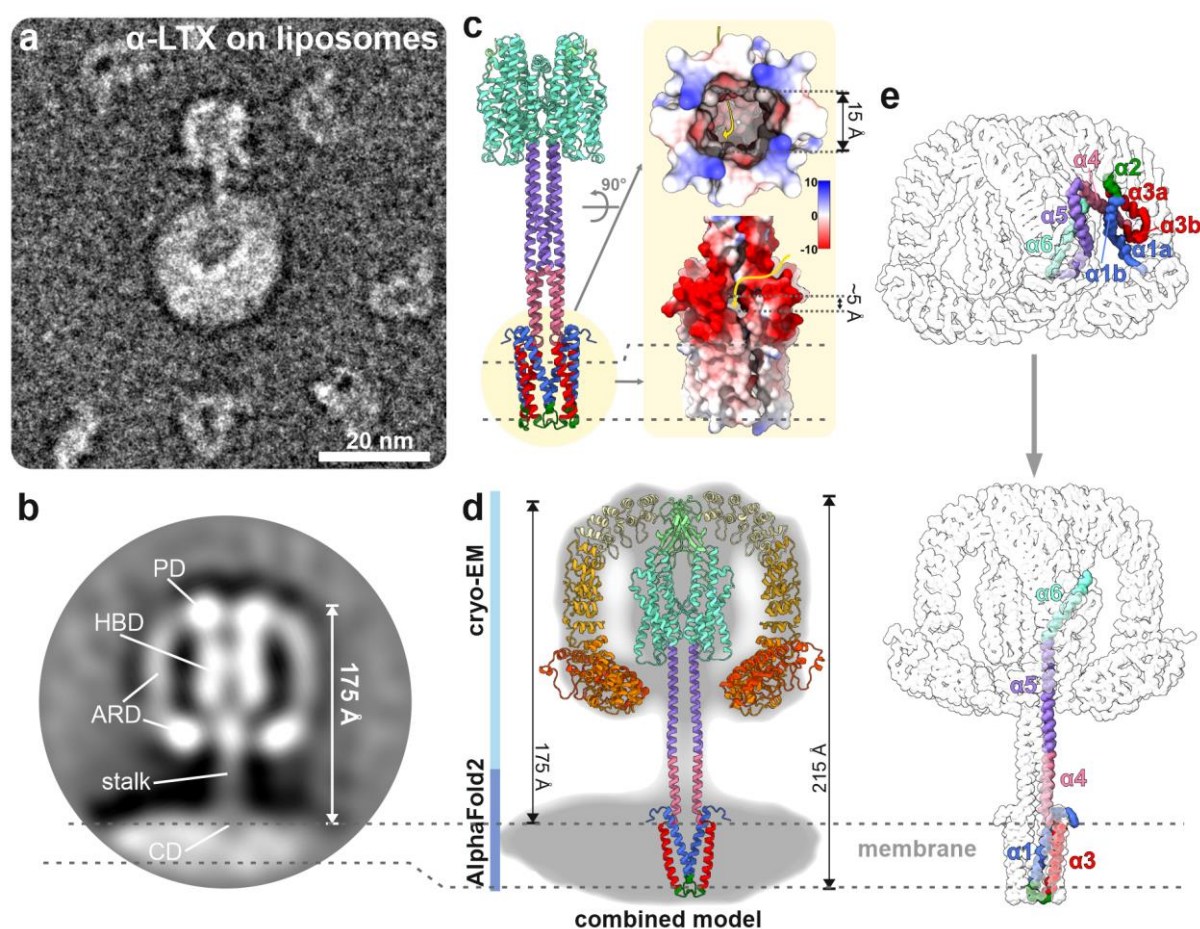 a
α-LTX on liposomes
20 nm
b
PD
HBD
ARD
stalk
CD
175 Å
c
90°
15 Å
10
0
-10
~5 Å
d
cryo-EM
AlphaFold2
175 Å
215 Å
combined model
e
α4
α2
α3a
α5
α3b
α6
α1a
α1b
α6
α5
α4
α1
α3
membrane